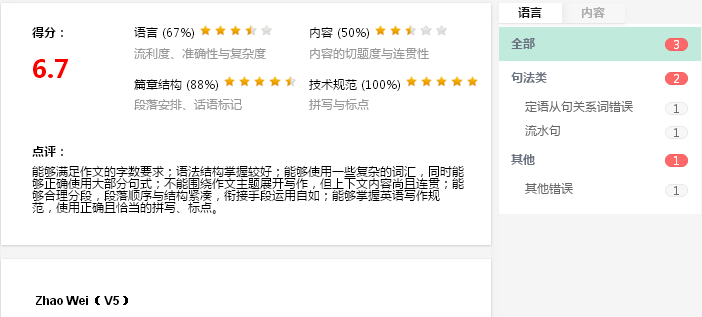 语言 内容
得分： 语言 (67%) 内容 (50%)
流利度、准确性与复杂度 内容的切题度与连贯性
6.7
篇章结构 (88%) 技术规范 (100%)
段落安排、话语标记 拼写与标点
点评：
能够满足作文的字数要求；语法结构掌握较好；能够使用一些复杂的词汇，同时能
够正确使用大部分句式；不能围绕作文主题展开写作，但上下文内容尚且连贯；能
够合理分段，段落顺序与结构紧凑，衔接手段运用自如；能够掌握英语写作规
范，使用正确且恰当的拼写、标点。
Zhao Wei （V5）
全部 3
句法类 2
定语从句关系词错误 1
流水句 1
其他 1
其他错误 1